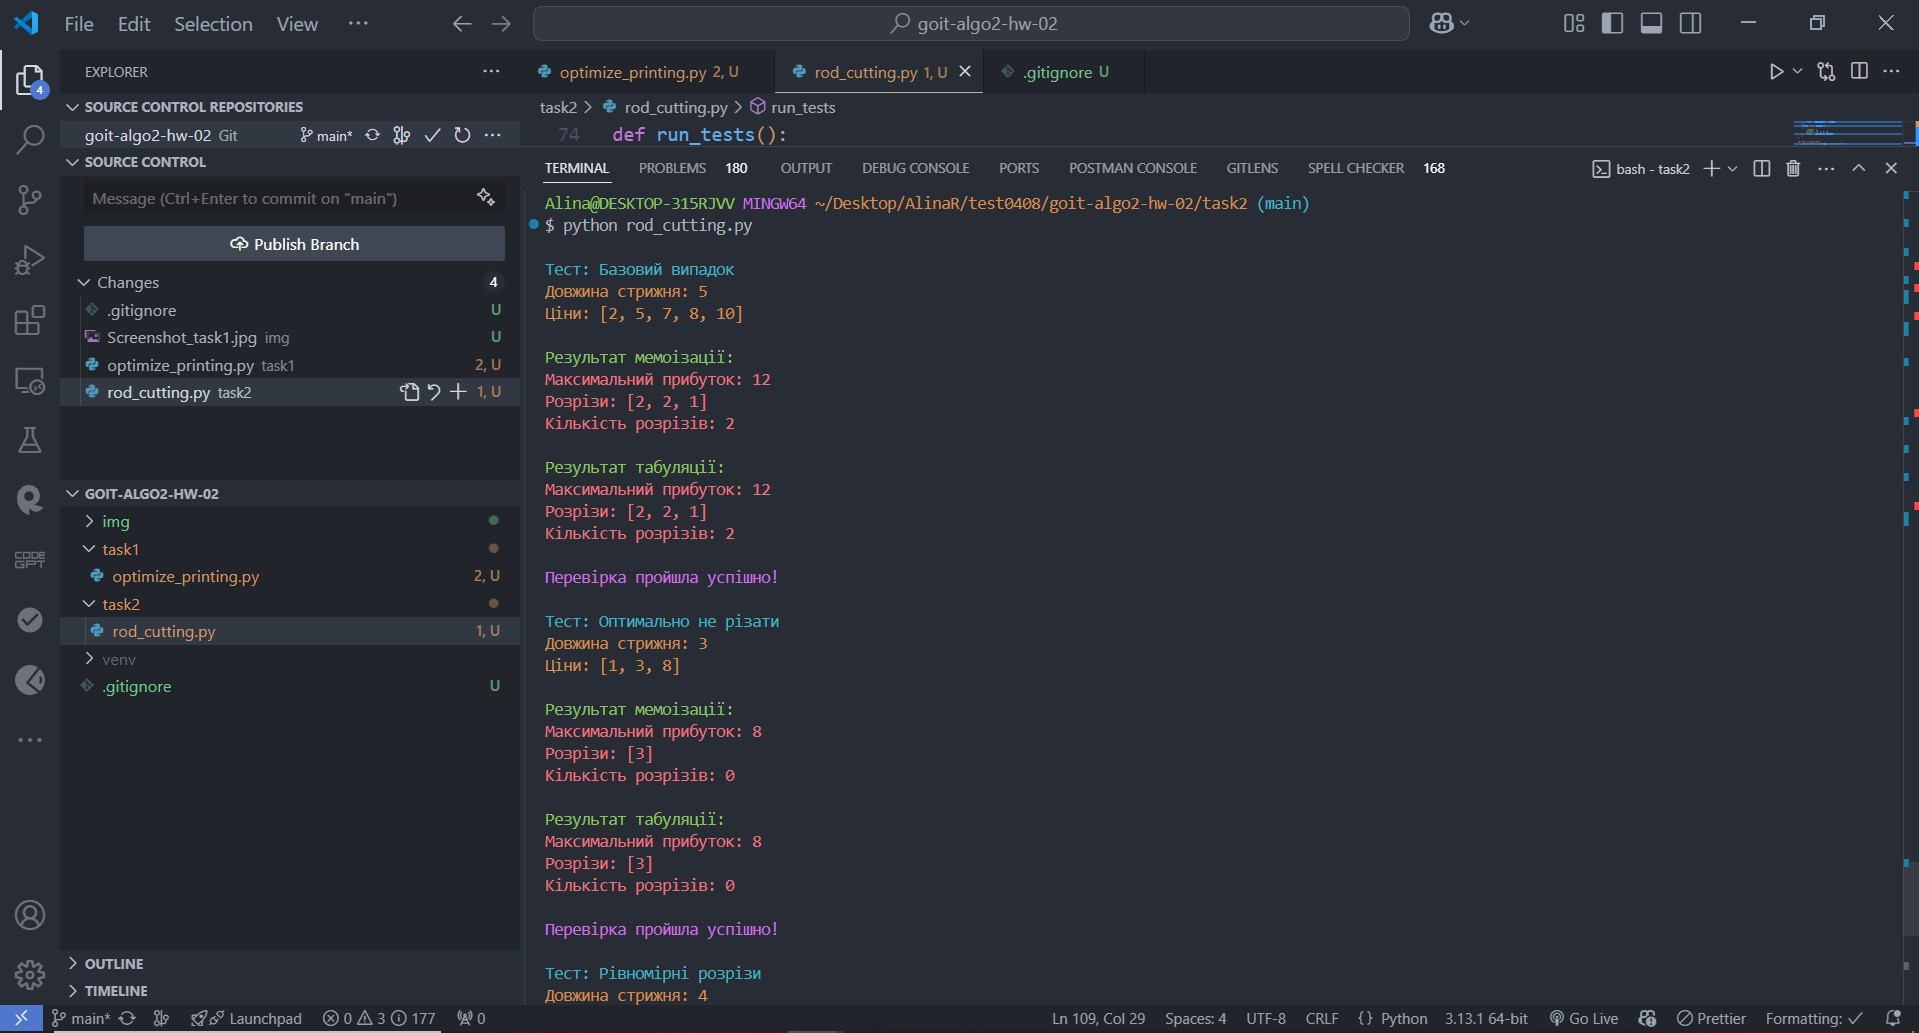 File Edit Selection View ···
goit-algo2-hw-02
EXPLORER
SOURCE CONTROL REPOSITORIES
goit-algo2-hw-02 Git main*
SOURCE CONTROL
Message (Ctrl+Enter to commit on "main")
Publish Branch
Changes 4
.gitignore U
Screenshot_task1.jpg img U
optimize_printing.py task1 2, U
rod_cutting.py task2 1, U
GOIT-ALGO2-HW-02
img
task1
optimize_printing.py 2, U
task2
rod_cutting.py 1, U
venv
.gitignore U
OUTLINE
TIMELINE
4
CODE
GPT
optimize_printing.py 2, U
rod_cutting.py 1, U
.gitignore U
task2 > rod_cutting.py > run_tests
74 def run_tests():
TERMINAL PROBLEMS 180 OUTPUT DEBUG CONSOLE PORTS POSTMAN CONSOLE GITLENS SPELL CHECKER 168
bash - task2
Alina@DESKTOP-315RJVV MINGW64 ~/Desktop/AlinaR/test0408/goit-algo2-hw-02/task2 (main)
$ python rod_cutting.py
Тест: Базовий випадок
Довжина стрижня: 5
Ціни: [2, 5, 7, 8, 10]
Результат мемоізації:
Максимальний прибуток: 12
Розрізи: [2, 2, 1]
Кількість розрізів: 2
Результат табуляції:
Максимальний прибуток: 12
Розрізи: [2, 2, 1]
Кількість розрізів: 2
Перевірка пройшла успішно!
Тест: Оптимально не різати
Довжина стрижня: 3
Ціни: [1, 3, 8]
Результат мемоізації:
Максимальний прибуток: 8
Розрізи: [3]
Кількість розрізів: 0
Результат табуляції:
Максимальний прибуток: 8
Розрізи: [3]
Кількість розрізів: 0
Перевірка пройшла успішно!
Тест: Рівномірні розрізи
Довжина стрижня: 4
main* Launchpad 0 3 177 0
Ln 109, Col 29 Spaces: 4 UTF-8 CRLF {} Python 3.13.1 64-bit Go Live Prettier Formatting: ✓